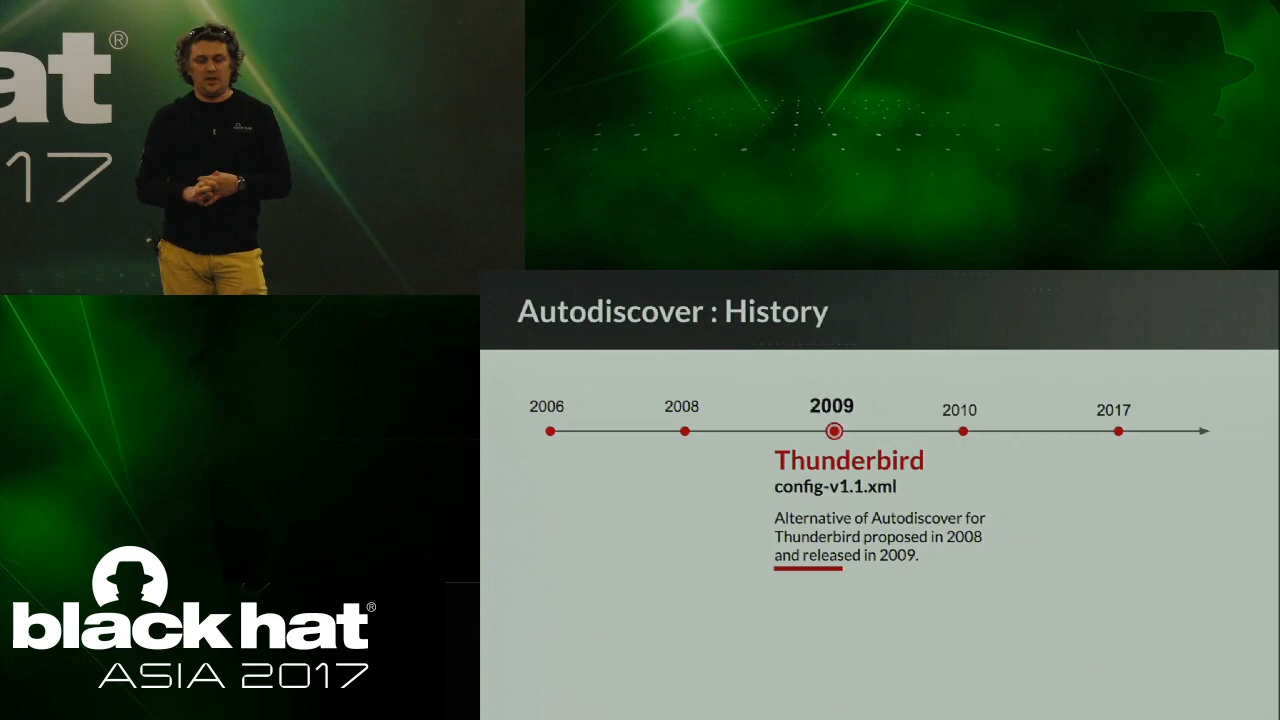 at®
17
Autodiscover : History
2006
2008
2009
2010
2017
Thunderbird
config-v1.1.xml
Alternative of Autodiscover for
Thunderbird proposed in 2008
and released in 2009.
black hat®
ASIA 2017